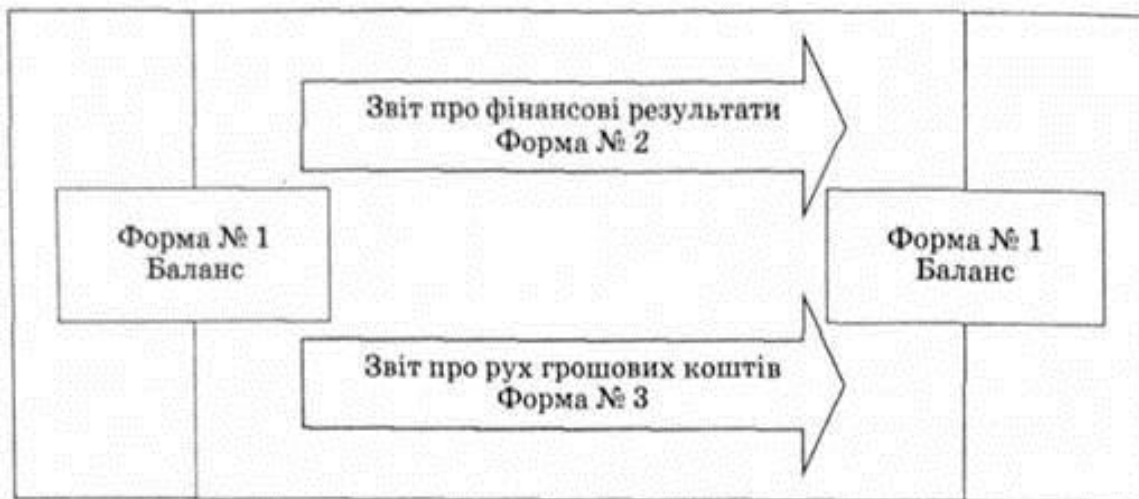 Звіт про фінансові результати
Форма № 2
Форма № 1
Баланс
Форма № 1
Баланс
Звіт про рух грошових коштів
Форма № 3